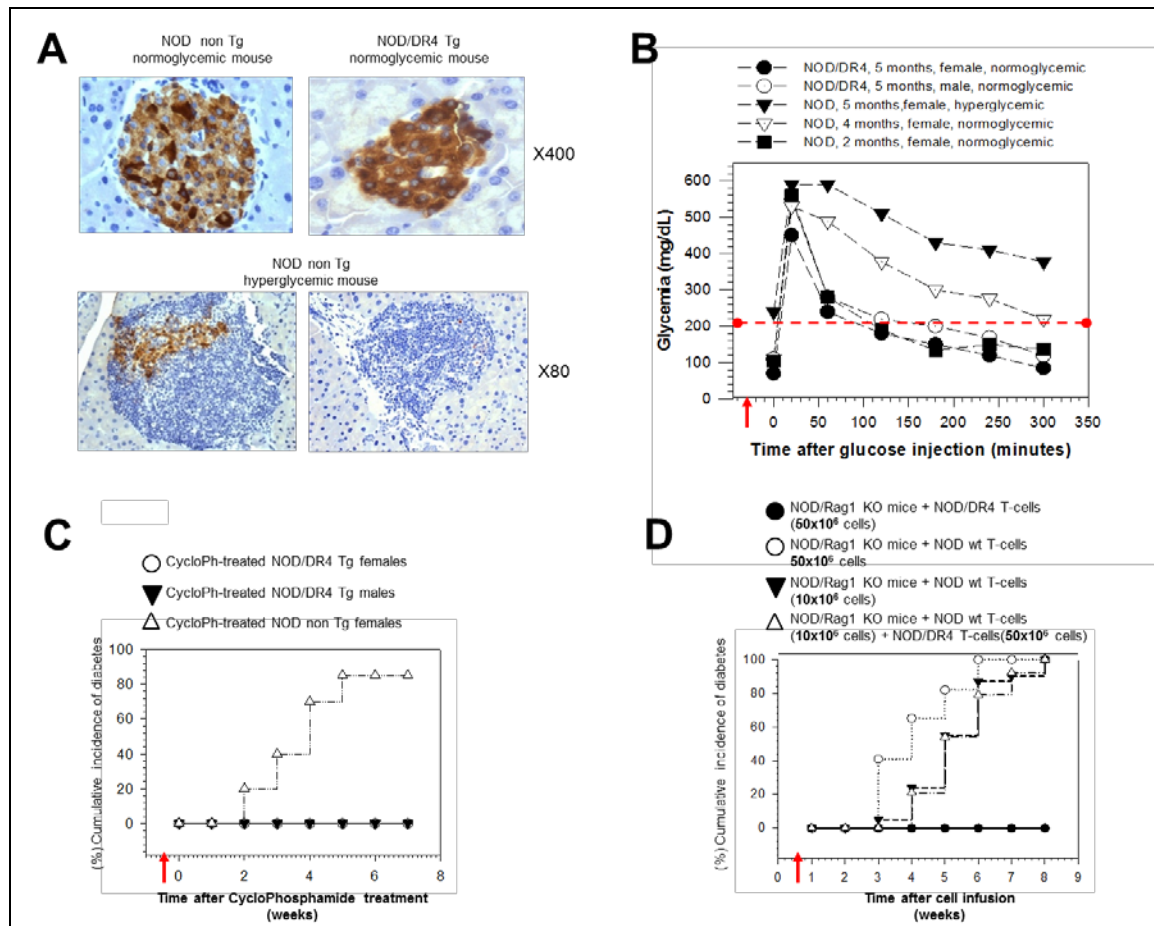 A
NOD non Tg
normoglycemic mouse
NOD/DR4 Tg
normoglycemic mouse
X400
NOD non Tg
hyperglycemic mouse
X80
B
NOD/DR4, 5 months, female, normoglycemic
NOD/DR4, 5 months, male, normoglycemic
NOD, 5 months,female, hyperglycemic
NOD, 4 months, female, normoglycemic
NOD, 2 months, female, normoglycemic
Glycemia (mg/dL)
600
500
400
300
200
100
0
0 50 100 150 200 250 300 350
Time after glucose injection (minutes)
C
CycloPh-treated NOD/DR4 Tg females
CycloPh-treated NOD/DR4 Tg males
CycloPh-treated NOD non Tg females
(%) Cumulative incidence of diabetes
100
80
60
40
20
0
0 2 4 6 8
Time after CycloPhosphamide treatment
(weeks)
D
NOD/Rag1 KO mice + NOD/DR4 T-cells
(50x10⁶ cells)
NOD/Rag1 KO mice + NOD wt T-cells
50x10⁶ cells
NOD/Rag1 KO mice + NOD wt T-cells
(10x10⁶ cells)
NOD/Rag1 KO mice + NOD wt T-cells
(10x10⁶ cells) + NOD/DR4 T-cells(50x10⁶ cells)
(%) Cumulative incidence of diabetes
100
80
60
40
20
0
0 1 2 3 4 5 6 7 8 9
Time after cell infusion
(weeks)